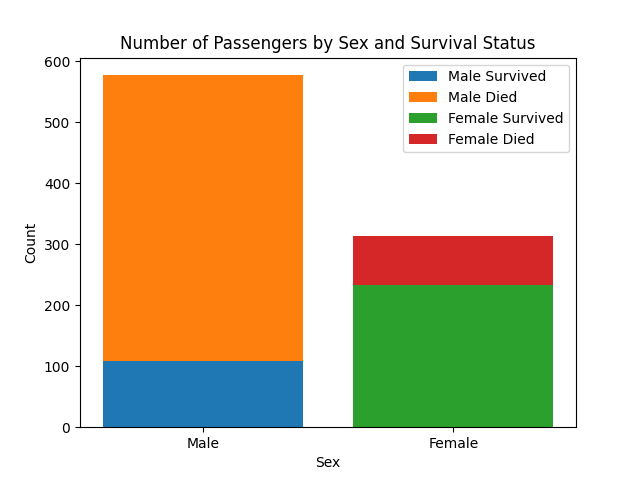 Number of Passengers by Sex and Survival Status
Male Survived
Male Died
Female Survived
Female Died
600
500
400
300
200
100
0
Count
Male
Female
Sex